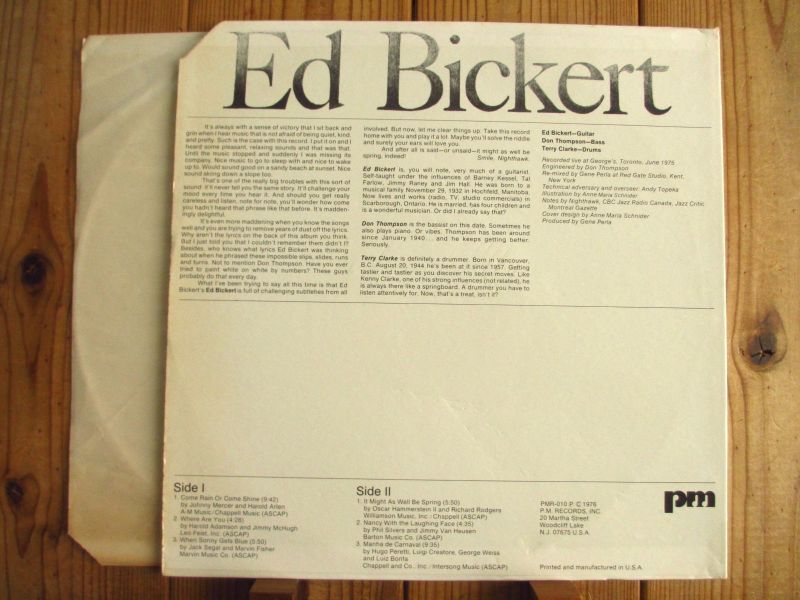 Ed Bickert
It's always with a sense of victory that I sit back and
grin when I hear music that is not afraid of being quiet, kind
and pretty. Such is the case with this record. I put it on and I
heard some pleasant, relaxing sounds and that was that.
Until the music stopped and suddenly I was missing its
company. Nice music to go to sleep with and nice to wake
up to. Would sound good on a sandy beach at sunset. Nice
sound skiing down a slope too.
That's one of the really big troubles with this sort of
sound. It'll never tell you the same story. It'll challenge your
mood every time you hear it. And should you get really
careless and listen, note for note, you'll wonder how come
you hadn't heard that phrase like that before. It's madden-
ingly delightful.
It's even more maddening when you know the songs
well and you are trying to remove years of dust off the lyrics.
Why aren't the lyrics on the back of this album you think.
But I just told you that I couldn't remember them didn't I?
Besides, who knows what lyrics Ed Bickert was thinking
about when he phrased these impossible slips, slides, runs
and turns. Not to mention Don Thompson. Have you ever
tried to paint white on white by numbers? These guys
probably do that every day.
What I've been trying to say all this time is that Ed
Bickert's Ed Bickert is full of challenging subtleties from all
involved. But now, let me clear things up. Take this record
home with you and play it a lot. Maybe you'll solve the riddle
and surely your ears will love you.
And after all is said—or unsaid—it might as well be
spring, indeed! Smile, Nighthawk.
Ed Bickert is, you will note, very much of a guitarist.
Self-taught under the influences of Barney Kessel, Tal
Farlow, Jimmy Raney and Jim Hall. He was born to a
musical family November 29, 1932 in Hochfeld, Manitoba.
Now lives and works (radio, TV, studio commercials) in
Scarborough, Ontario. He is married, has four children and
is a wonderful musician. Or did I already say that?
Don Thompson is the bassist on this date. Sometimes he
also plays piano. Or vibes. Thompson has been around
since January 1940... and he keeps getting better.
Seriously.
Terry Clarke is definitely a drummer. Born in Vancouver,
B.C. August 20, 1944 he's been at it since 1957. Getting
tastier and tastier as you discover his secret moves. Like
Kenny Clarke, one of his strong influences (not related), he
is always there like a springboard. A drummer you have to
listen attentively for. Now, that's a treat, isn't it?
Ed Bickert—Guitar
Don Thompson—Bass
Terry Clarke—Drums
Recorded live at George's, Toronto, June 1975
Engineered by Don Thompson
Re-mixed by Gene Perla at Red Gate Studio, Kent,
New York
Technical adversary and overseer: Andy Topeka
Illustration by Anne Maria Schnider
Notes by Nighthawk, CBC Jazz Radio Canada, Jazz Critic
Montreal Gazette
Cover design by Anne Maria Schnider
Produced by Gene Perla
Side I
1. Come Rain Or Come Shine (9:42)
by Johnny Mercer and Harold Arlen
A-M Music/Chappell Music (ASCAP)
2. Where Are You (4:28)
by Harold Adamson and Jimmy McHugh
Leo-Feist, Inc. (ASCAP)
3. When Sonny Gets Blue (5:50)
by Jack Segal and Marvin Fisher
Marvin Music Co. (ASCAP)
Side II
1. It Might As Well Be Spring (5:50)
by Oscar Hammerstein II and Richard Rodgers
Williamson Music, Inc./Chappell (ASCAP)
2. Nancy With the Laughing Face (4:35)
by Phil Silvers and Jimmy Van Heusen
Barton Music Co. (ASCAP)
3. Manha de Carnaval (9:35)
by Hugo Peretti, Luigi Creatore, George Weiss
and Luiz Bonfa
Chappell and Co., Inc./Intersong Music (ASCAP)
PMR-010 P C 1976
P.M. RECORDS, INC.
20 Martha Street
Woodcliff Lake
N.J. 07675 U.S.A.
pm
Printed and manufactured in U.S.A.